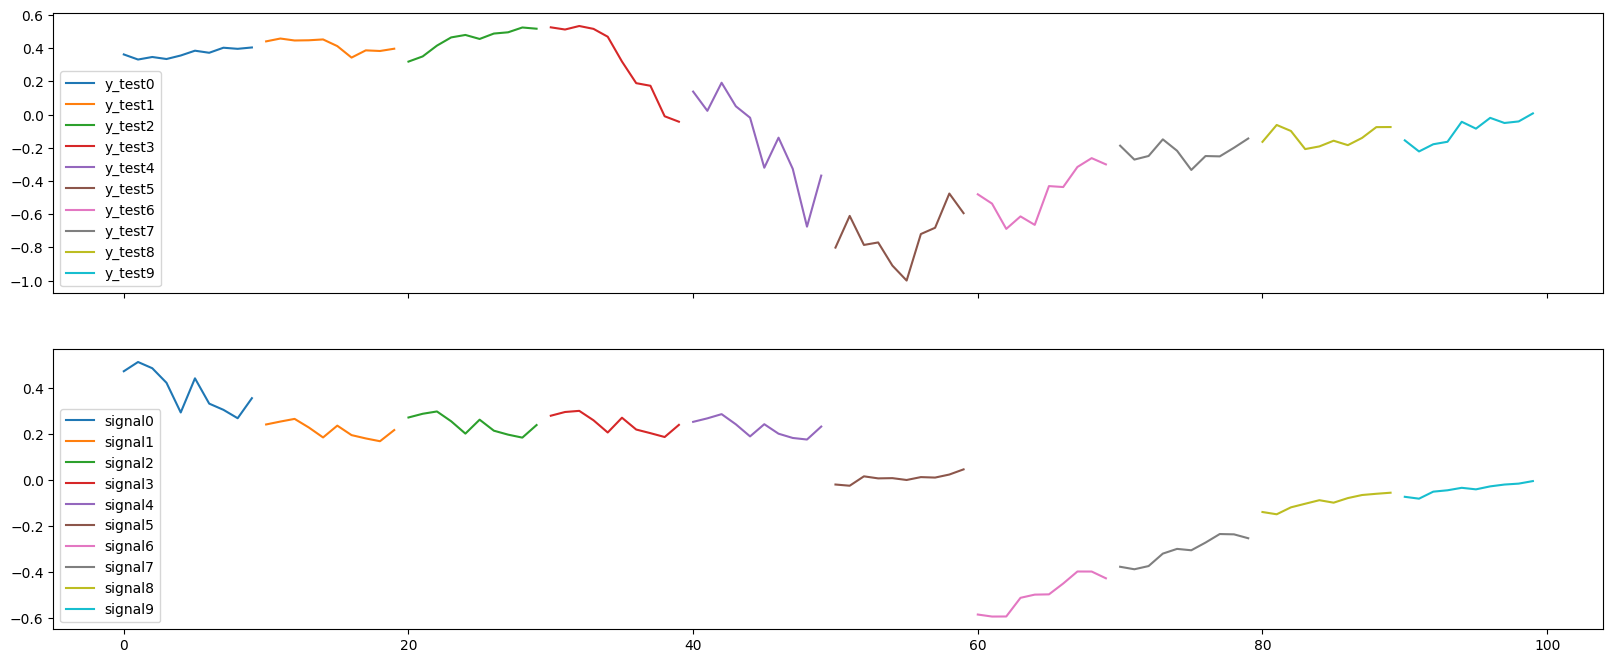 0.6
0.4
0.2
0.0
−0.2
−0.4
−0.6
−0.8
−1.0
y_test0
y_test1
y_test2
y_test3
y_test4
y_test5
y_test6
y_test7
y_test8
y_test9
0.4
0.2
0.0
−0.2
−0.4
−0.6
signal0
signal1
signal2
signal3
signal4
signal5
signal6
signal7
signal8
signal9
0 20 40 60 80 100